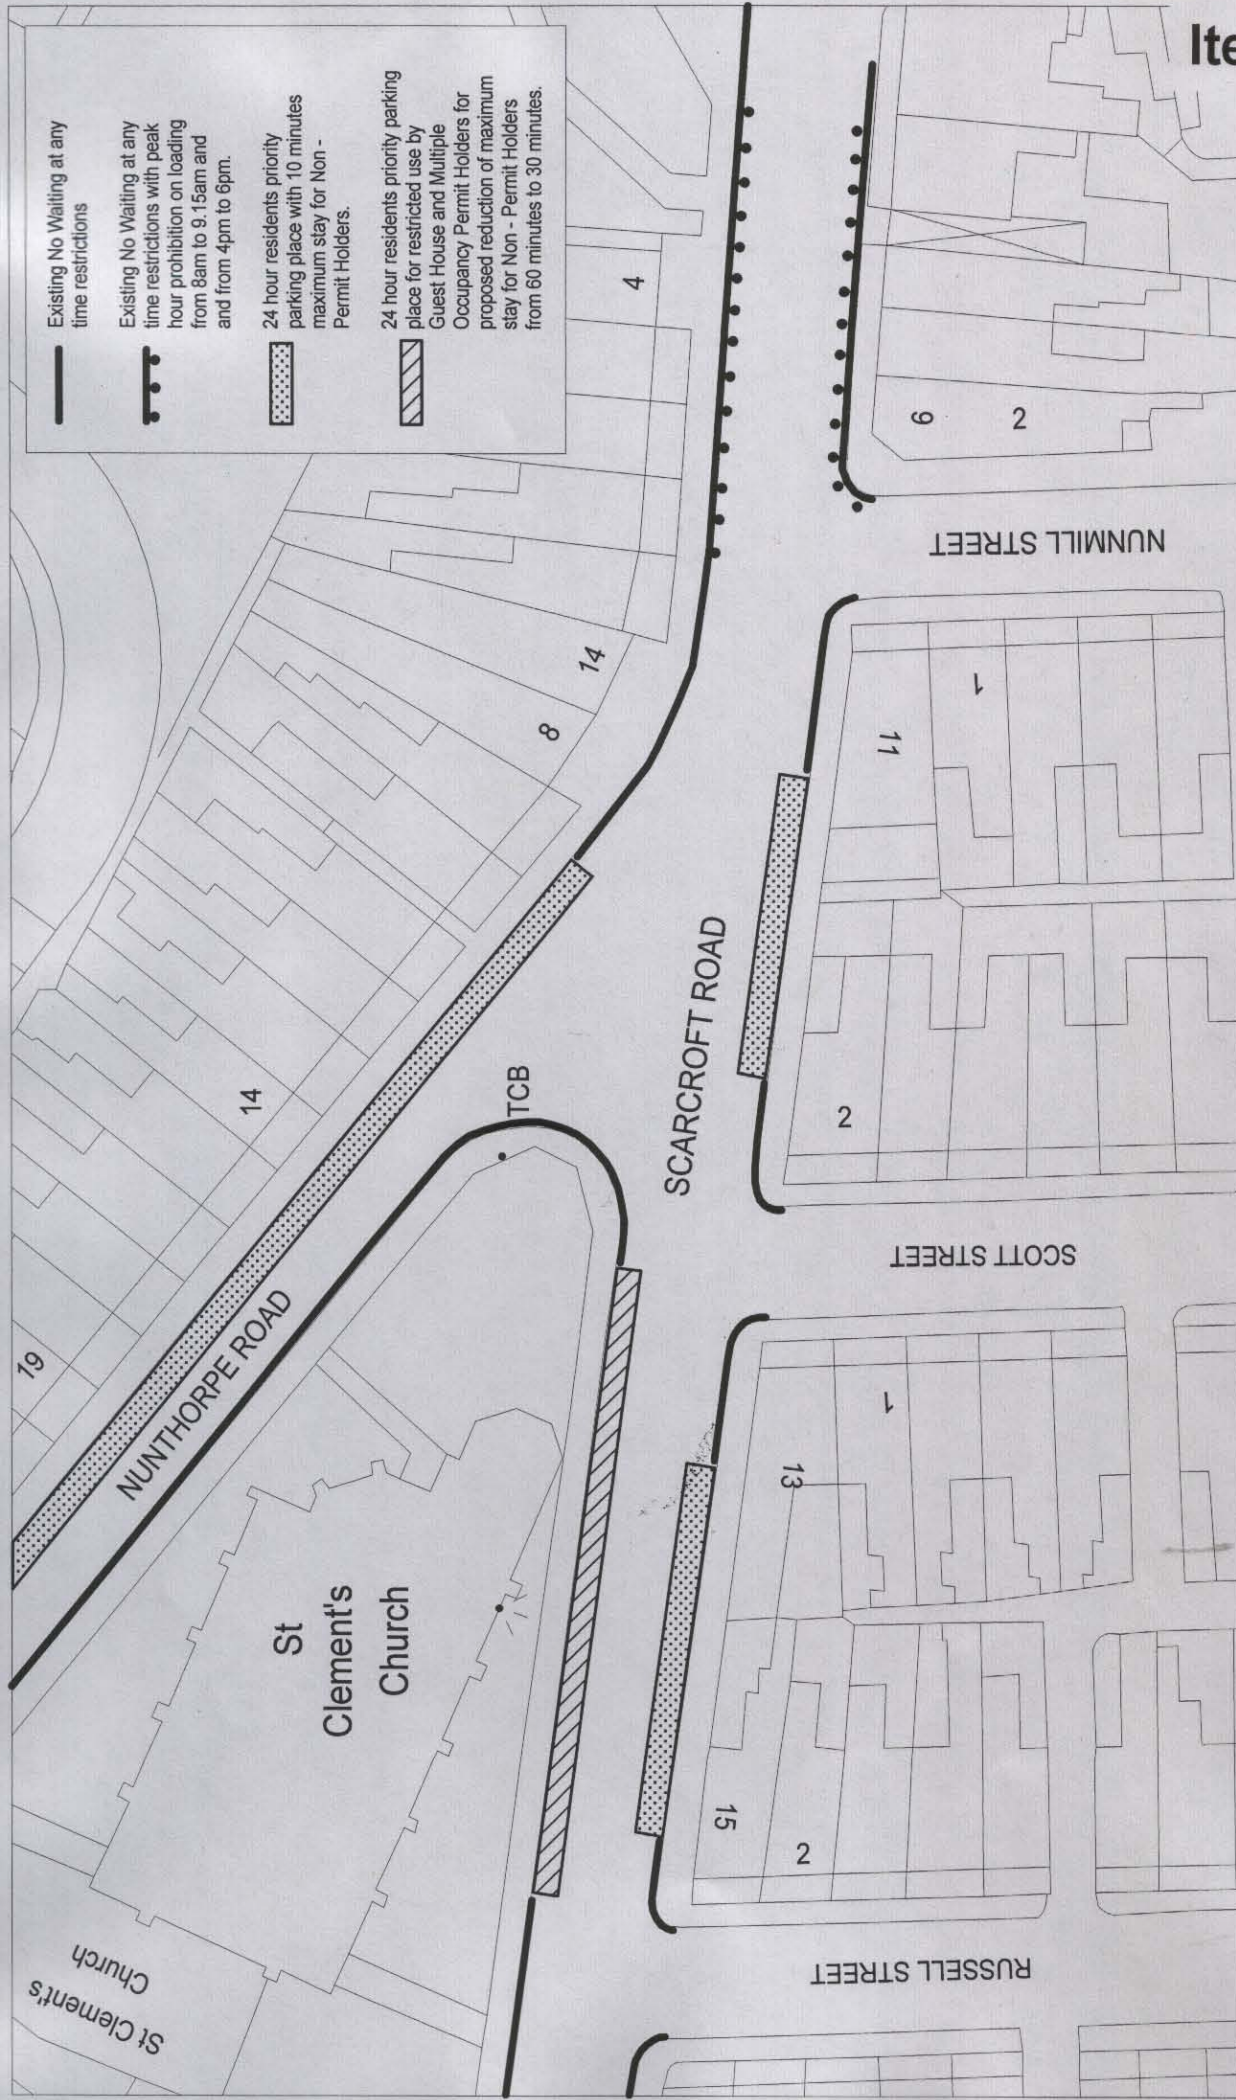 Ite
Existing No Waiting at any
time restrictions
Existing No Waiting at any
time restrictions with peak
hour prohibition on loading
from 8am to 9.15am and
and from 4pm to 6pm.
24 hour residents priority
parking place with 10 minutes
maximum stay for Non -
Permit Holders.
24 hour residents priority parking
place for restricted use by
Guest House and Multiple
Occupancy Permit Holders for
proposed reduction of maximum
stay for Non - Permit Holders
from 60 minutes to 30 minutes.
St Clement's
Church
St
Clement's
Church
19
NUNTHORPE ROAD
14
TCB
8
14
4
SCARCROFT ROAD
RUSSELL STREET
15
2
13
1
SCOTT STREET
2
11
1
NUNMILL STREET
6
2